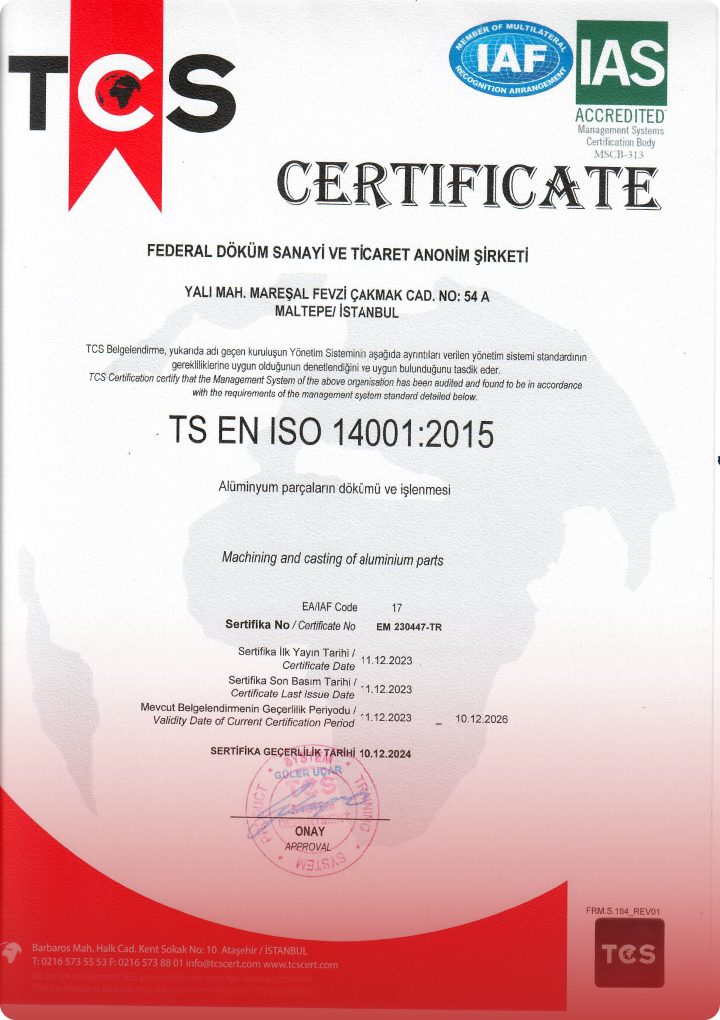 TCS
MEMBER OF MULTILATERAL
IAF
RECOGNITION ARRANGEMENT
IAS
ACCREDITED
Management Systems
Certification Body
MSCB-313
CERTIFICATE
FEDERAL DÖKÜM SANAYİ VE TİCARET ANONİM ŞİRKETİ
YALI MAH. MAREŞAL FEVZİ ÇAKMAK CAD. NO: 54 A
MALTEPE/ İSTANBUL
TCS Belgelendirme, yukarıda adı geçen kuruluşun Yönetim Sisteminin aşağıda ayrıntıları verilen yönetim sistemi standardının
gerekliliklerine uygun olduğunun denetlendiğini ve uygun bulunduğunu tasdik eder.
TCS Certification certify that the Management System of the above organisation has been audited and found to be in accordance
with the requirements of the management system standard detailed below.
TS EN ISO 14001:2015
Alüminyum parçaların dökümü ve işlenmesi
Machining and casting of aluminium parts
EA/IAF Code 17
Sertifika No / Certificate No EM 230447-TR
Sertifika İlk Yayın Tarihi /
Certificate Date 11.12.2023
Sertifika Son Basım Tarihi /
Certificate Last Issue Date 11.12.2023
Mevcut Belgelendirmenin Geçerlilik Periyodu /
Validity Date of Current Certification Period 11.12.2023 _ 10.12.2026
SERTİFİKA GEÇERLİLİK TARİHİ 10.12.2024
SYSTEM
GÜLER UÇAR
TCS
PRODUCT
TRAINING
SYSTEM
ONAY
APPROVAL
FRM.S.164_REV01
TCS
Barbaros Mah. Halk Cad. Kent Sokak No: 10 Ataşehir / İSTANBUL
T: 0216 573 55 53 F: 0216 573 88 01 info@tcscert.com www.tcscert.com